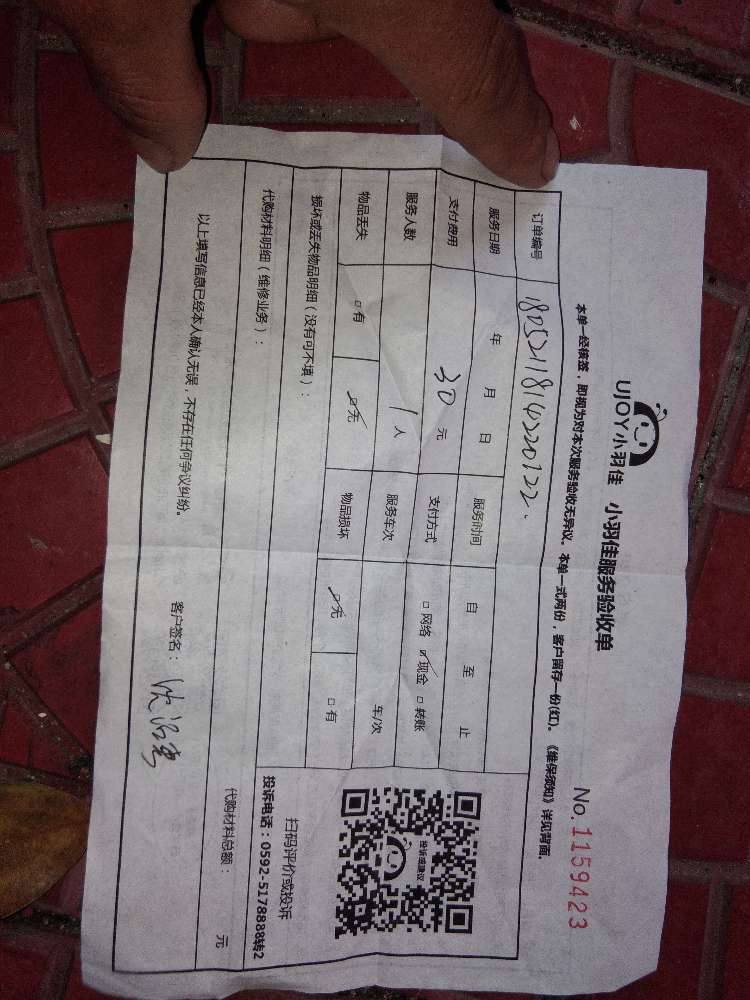 UJOY小羽佳 小羽佳服务验收单
No.1159423
本单一经核签，即视为对本次服务验收无异议。本单一式两份，客户留存一份(红)。《维保须知》详见背面。
订单编号 1805211814220122.
服务日期 年 月 日 服务时间 自 至 止
支付费用 30 元 支付方式 □ 网络 ☑ 现金 □ 转账
服务人数 1 人 服务车次 车/次
物品丢失 □ 有 ☑ 无 物品损坏 ☑ 无 □ 有
损坏或丢失物品明细（没有可不填）：
代购材料明细（维修业务）：
代购材料总额： 元
投诉或建议
扫码评价或投诉
投诉电话：0592-5178888转2
以上填写信息已经本人确认无误，不存在任何争议纠纷。
客户签名：